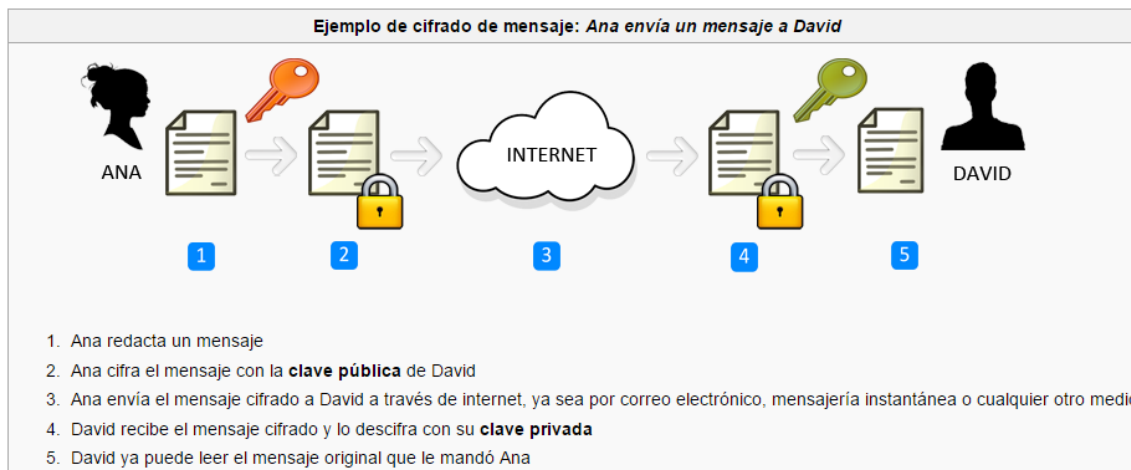 Ejemplo de cifrado de mensaje: Ana envía un mensaje a David
ANA
INTERNET
DAVID
1
2
3
4
5
1. Ana redacta un mensaje
2. Ana cifra el mensaje con la clave pública de David
3. Ana envía el mensaje cifrado a David a través de internet, ya sea por correo electrónico, mensajería instantánea o cualquier otro medio
4. David recibe el mensaje cifrado y lo descifra con su clave privada
5. David ya puede leer el mensaje original que le mandó Ana